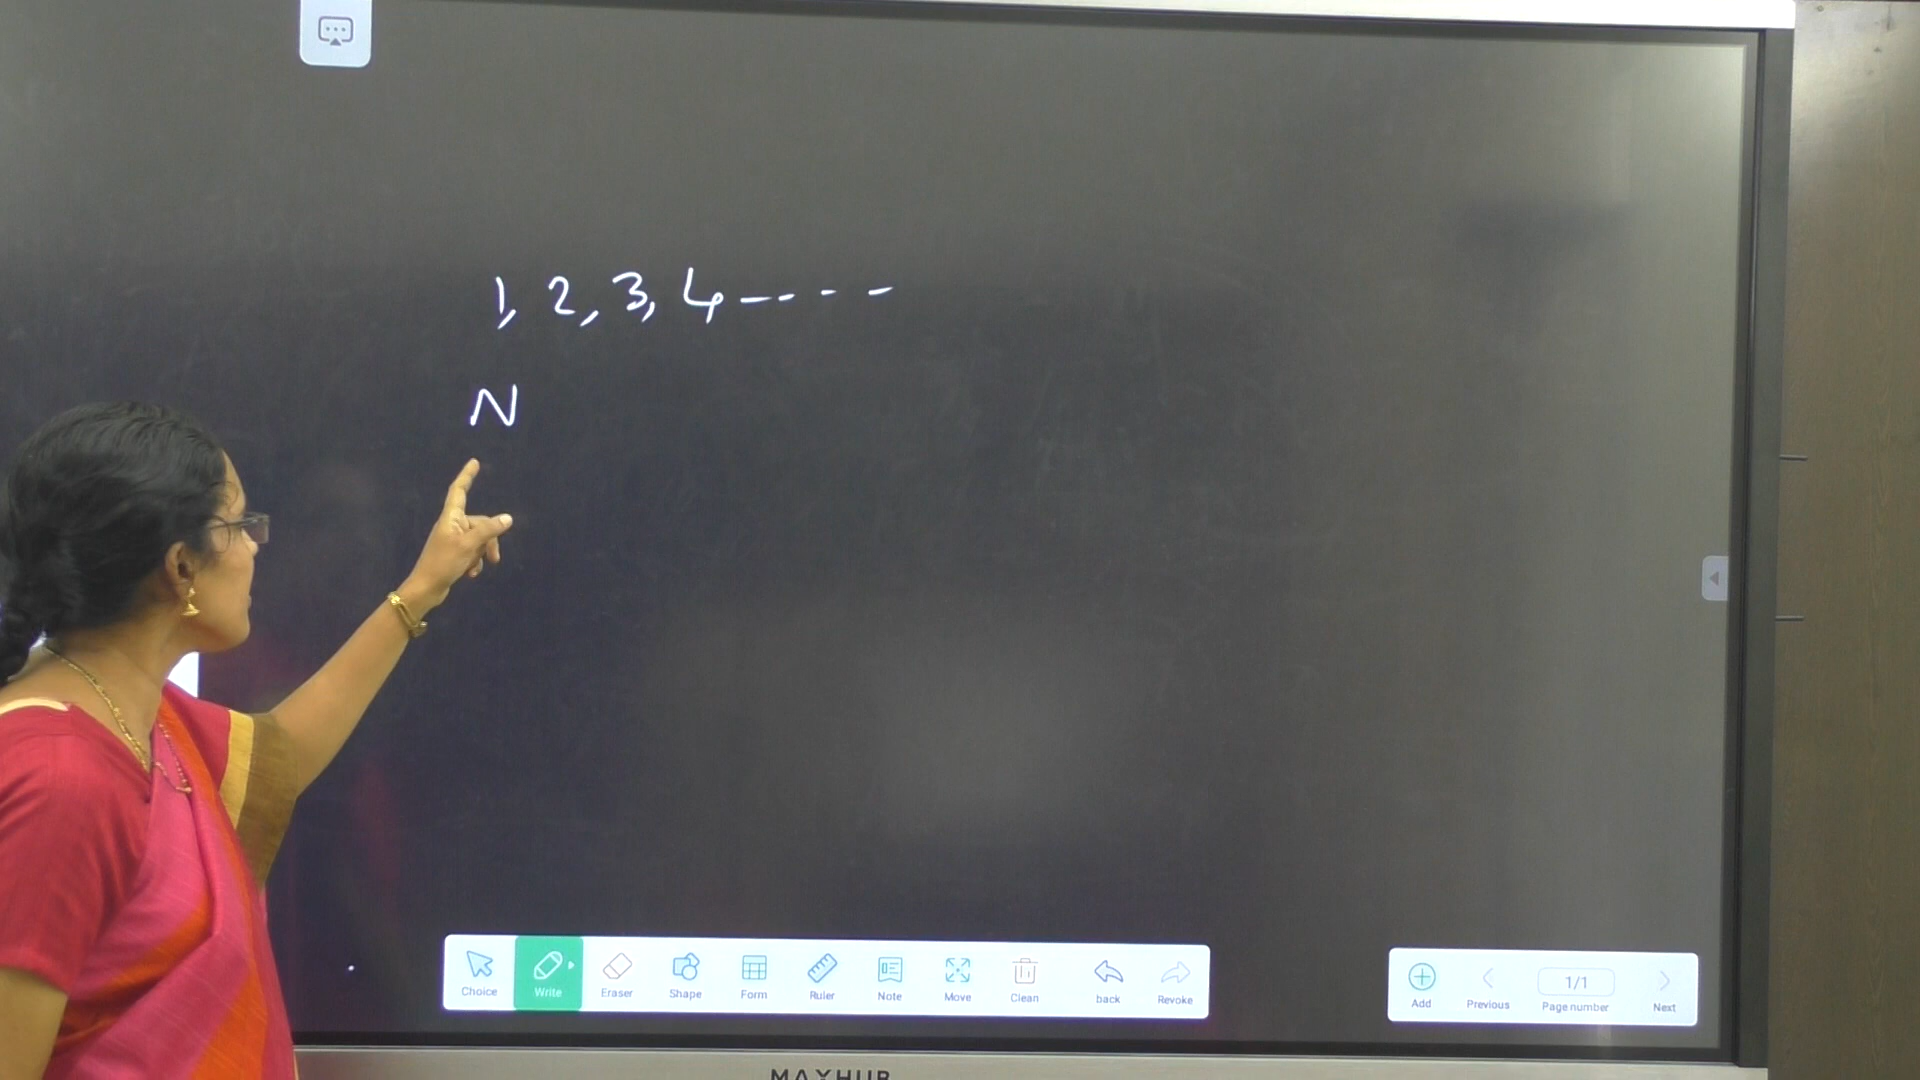 1, 2, 3, 4 - - - - -
N
Choice Write Eraser Shape Form Ruler Note Move Clean back Revoke
Add Previous 1/1 Page number Next
MAXHUB